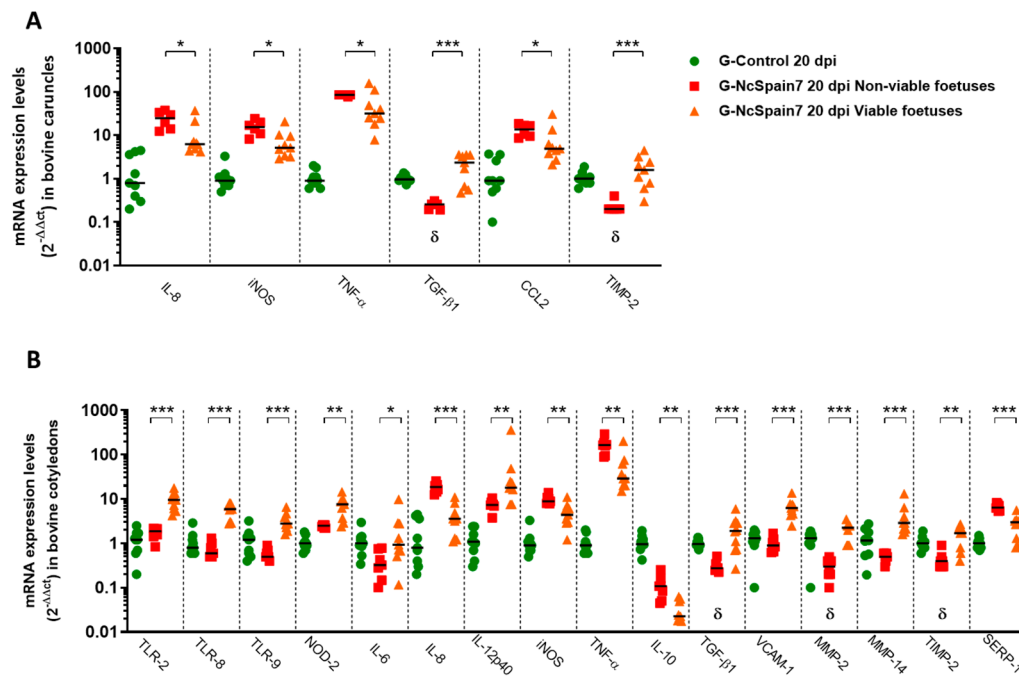 A
mRNA expression levels
(2-ΔΔct) in bovine caruncles
1000
100
10
1
0.1
0.01
* * * *** * ***
δ δ
IL-8 iNOS TNF-α TGF-β1 CCL2 TIMP-2
G-Control 20 dpi
G-NcSpain7 20 dpi Non-viable foetuses
G-NcSpain7 20 dpi Viable foetuses
B
mRNA expression levels
(2-ΔΔct) in bovine cotyledons
1000
100
10
1
0.1
0.01
*** *** *** ** * *** ** ** ** ** *** *** *** *** ** ***
δ δ δ
TLR-2 TLR-8 TLR-9 NOD-2 IL-6 IL-8 IL-12p40 iNOS TNF-α IL-10 TGF-β1 VCAM-1 MMP-2 MMP-14 TIMP-2 SERP-1